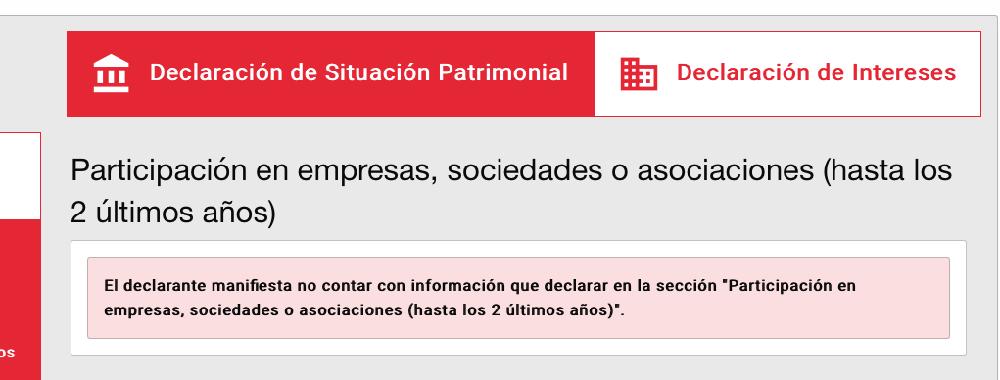 Declaración de Situación Patrimonial
Declaración de Intereses
Participación en empresas, sociedades o asociaciones (hasta los
2 últimos años)
El declarante manifiesta no contar con información que declarar en la sección "Participación en
empresas, sociedades o asociaciones (hasta los 2 últimos años)".
os